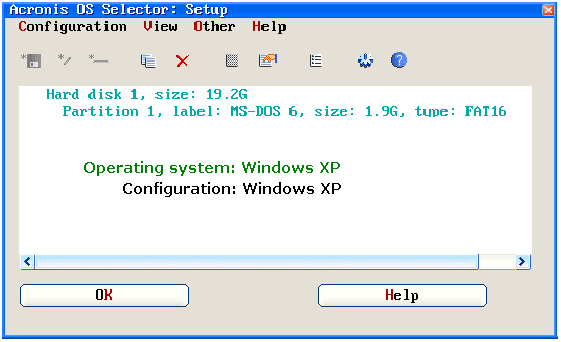 Acronis OS Selector: Setup
Configuration View Other Help
Hard disk 1, size: 19.2G
Partition 1, label: MS-DOS 6, size: 1.9G, type: FAT16
Operating system: Windows XP
Configuration: Windows XP
OK Help